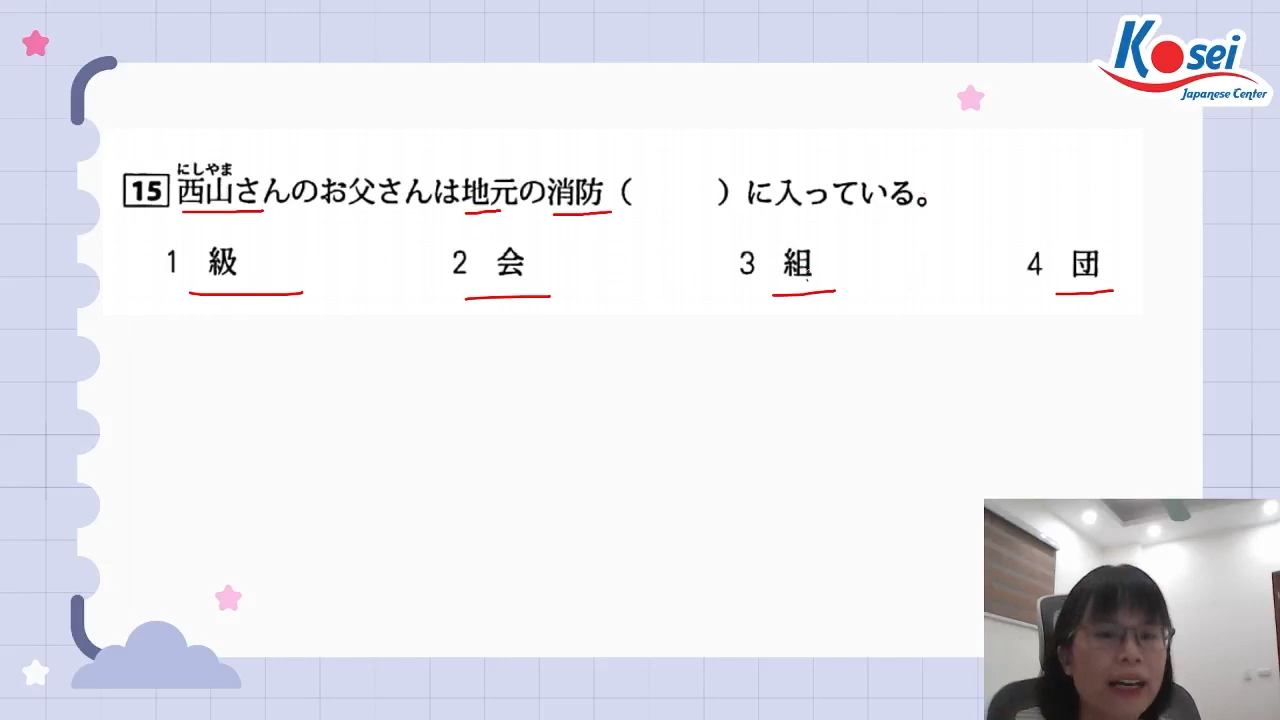 Kosei
Japanese Center
にしやま
15 西山さんのお父さんは地元の消防（　　　）に入っている。
1 級 2 会 3 組 4 団